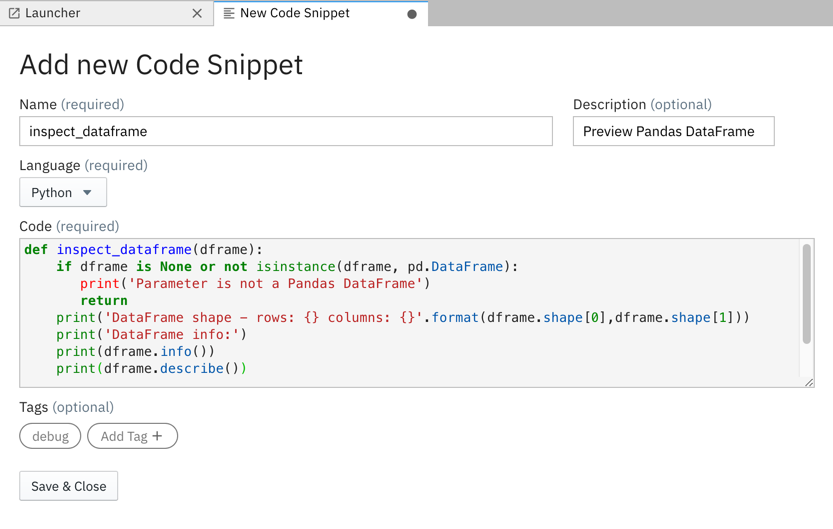 Launcher
New Code Snippet
Add new Code Snippet
Name (required)
Description (optional)
inspect_dataframe
Preview Pandas DataFrame
Language (required)
Python
Code (required)
def inspect_dataframe(dframe):
    if dframe is None or not isinstance(dframe, pd.DataFrame):
       print('Parameter is not a Pandas DataFrame')
       return
    print('DataFrame shape - rows: {} columns: {}'.format(dframe.shape[0],dframe.shape[1]))
    print('DataFrame info:')
    print(dframe.info())
    print(dframe.describe())
Tags (optional)
debug
Add Tag +
Save & Close